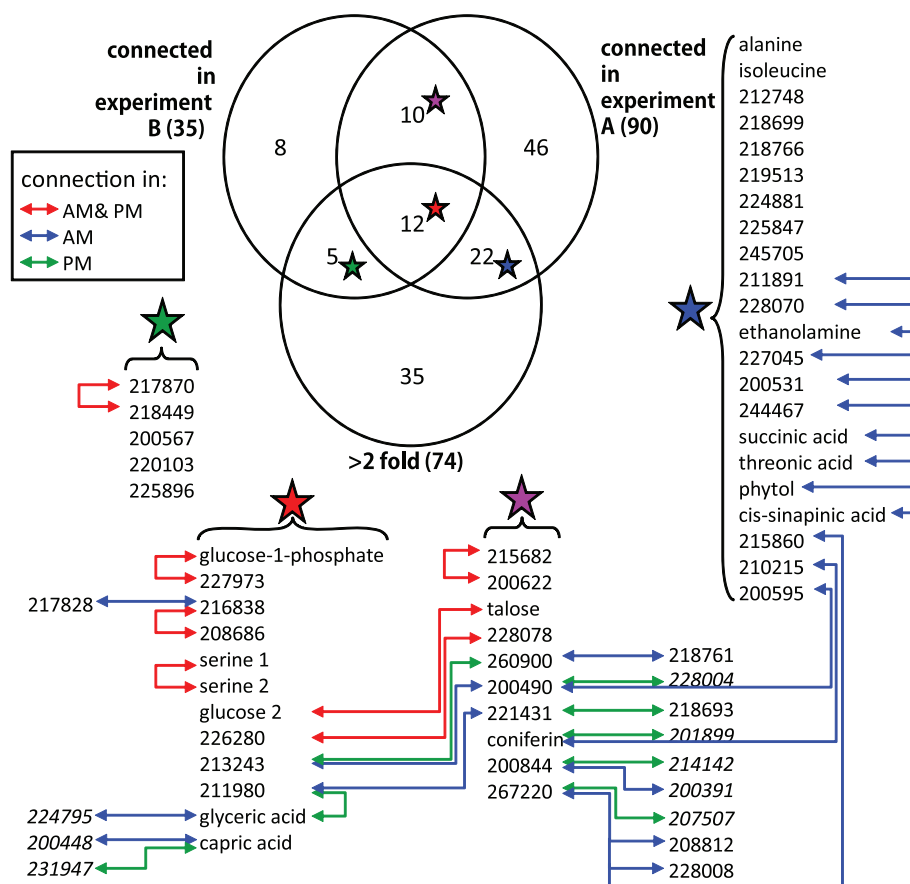 connected
in
experiment
B (35)
connected
in
experiment
A (90)
10
8
46
12
5
22
35
>2 fold (74)
connection in:
AM& PM
AM
PM
217870
218449
200567
220103
225896
alanine
isoleucine
212748
218699
218766
219513
224881
225847
245705
211891
228070
ethanolamine
227045
200531
244467
succinic acid
threonic acid
phytol
cis-sinapinic acid
215860
210215
200595
glucose-1-phosphate
227973
217828
216838
208686
serine 1
serine 2
glucose 2
226280
213243
211980
224795
glyceric acid
200448
capric acid
231947
215682
200622
talose
228078
260900
200490
221431
coniferin
200844
267220
218761
228004
218693
201899
214142
200391
207507
208812
228008